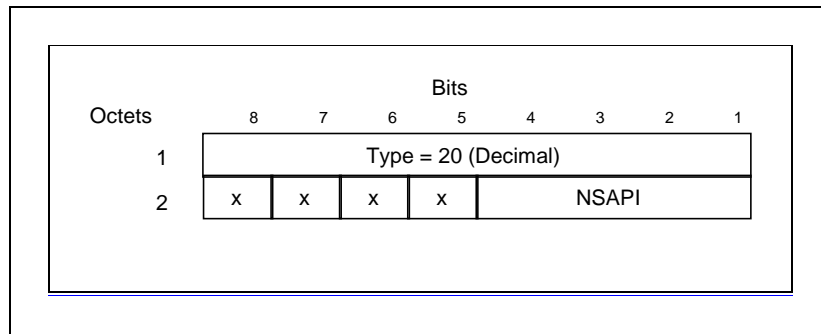 Bits
Octets 8 7 6 5 4 3 2 1
1 Type = 20 (Decimal)
2 x x x x NSAPI